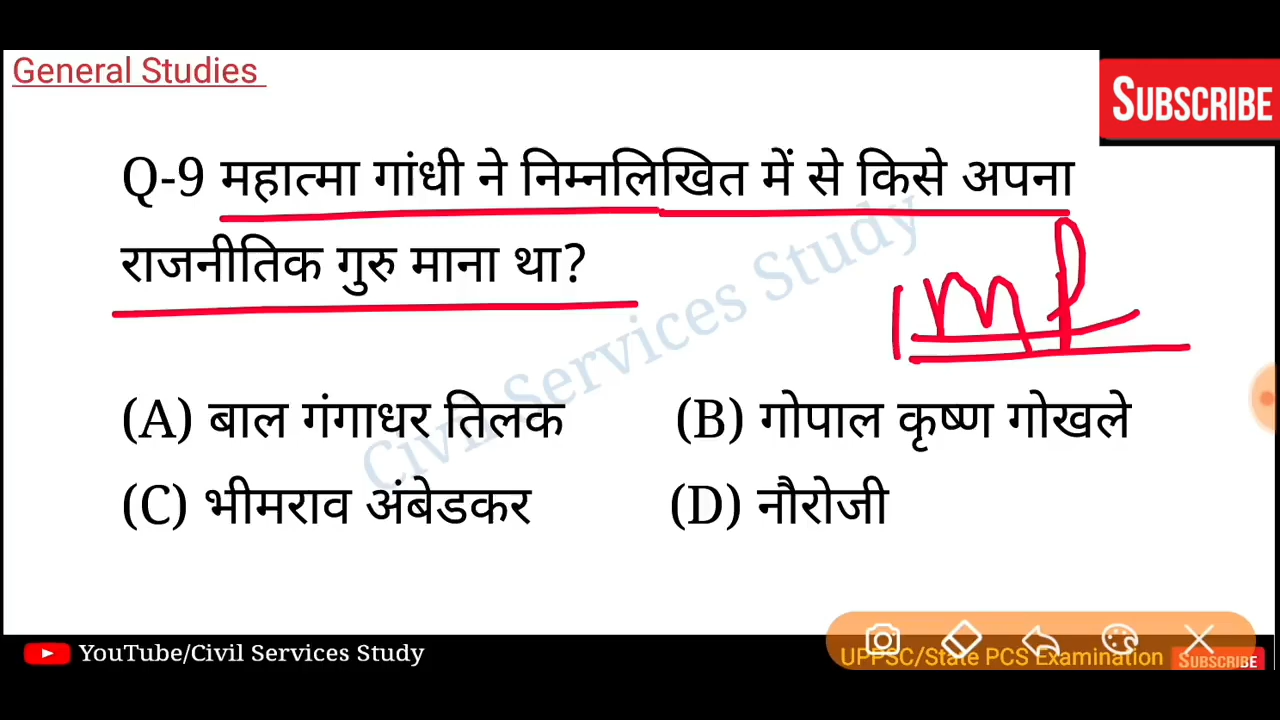 General Studies
SUBSCRIBE
Q-9 महात्मा गांधी ने निम्नलिखित में से किसे अपना
राजनीतिक गुरु माना था?
Imp
Civil Services Study
(A) बाल गंगाधर तिलक (B) गोपाल कृष्ण गोखले
(C) भीमराव अंबेडकर (D) नौरोजी
YouTube/Civil Services Study
UPPSC/State PCS Examination SUBSCRIBE